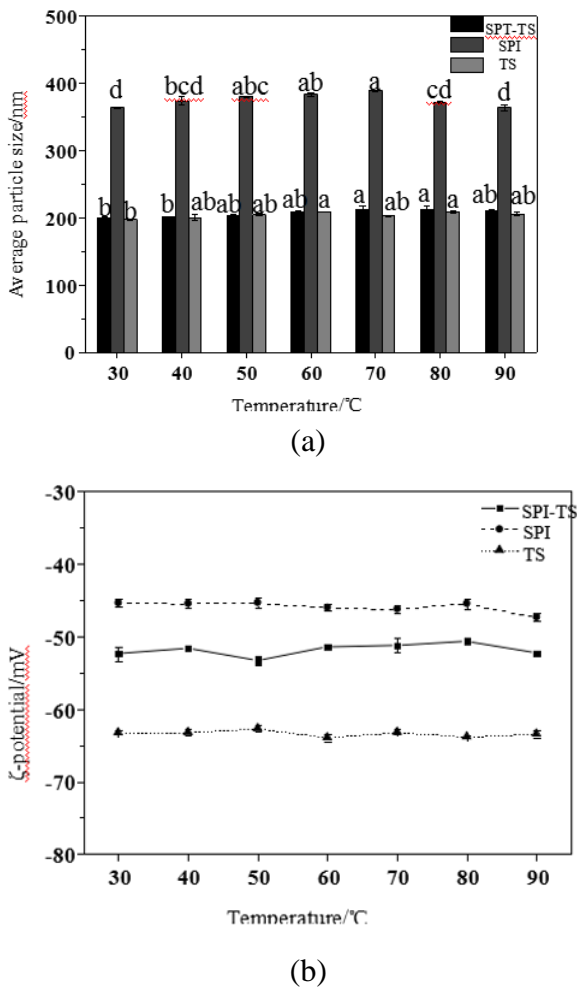 500
400
300
200
100
0
Average particle size/nm
SPT-TS
SPI
TS
d bcd abc ab a cd d
b b b ab ab ab ab a a ab a a ab ab
30 40 50 60 70 80 90
Temperature/℃
(a)
-30
-40
-50
-60
-70
-80
ζ-potential/mV
SPI-TS
SPI
TS
30 40 50 60 70 80 90
Temperature/℃
(b)